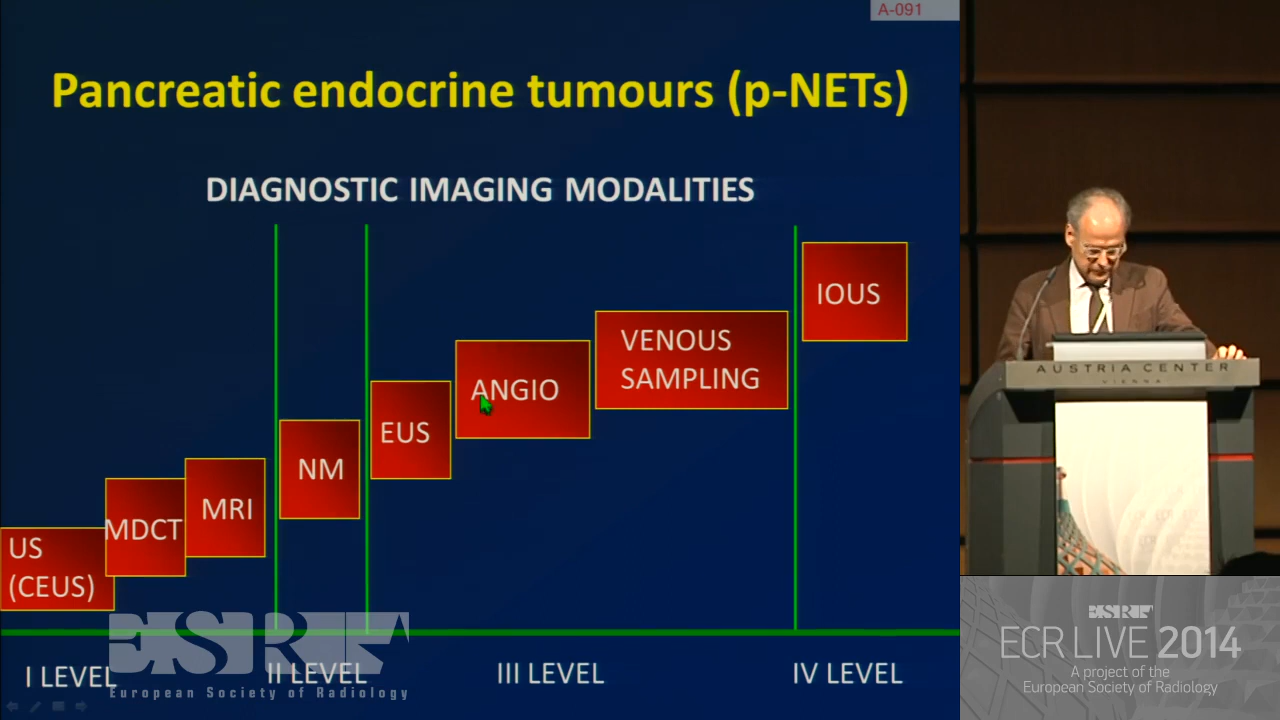 A-091
Pancreatic endocrine tumours (p-NETs)
DIAGNOSTIC IMAGING MODALITIES
IOUS
VENOUS
SAMPLING
ANGIO
EUS
NM
MRI
MDCT
US
(CEUS)
I LEVEL
II LEVEL
III LEVEL
IV LEVEL
ESR
European Society of Radiology
AUSTRIA CENTER
VIENNA
ESR
ECR LIVE 2014
A project of the
European Society of Radiology